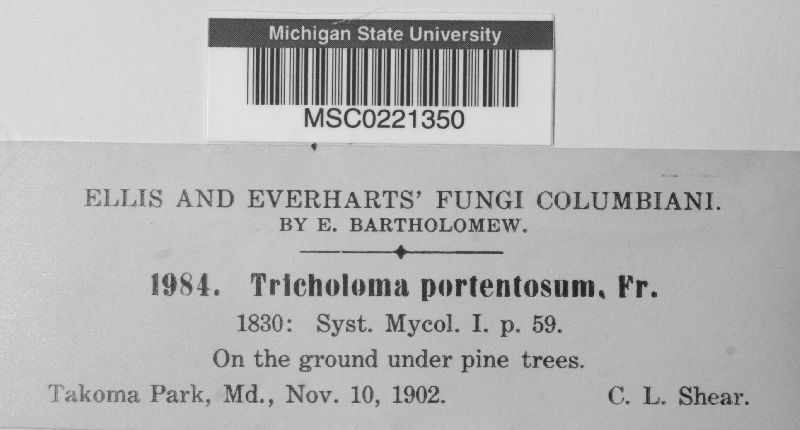 Michigan State University
MSC0221350
ELLIS AND EVERHARTS' FUNGI COLUMBIANI.
BY E. BARTHOLOMEW.
1984. Tricholoma portentosum, Fr.
1830: Syst. Mycol. I. p. 59.
On the ground under pine trees.
Takoma Park, Md., Nov. 10, 1902. C. L. Shear.